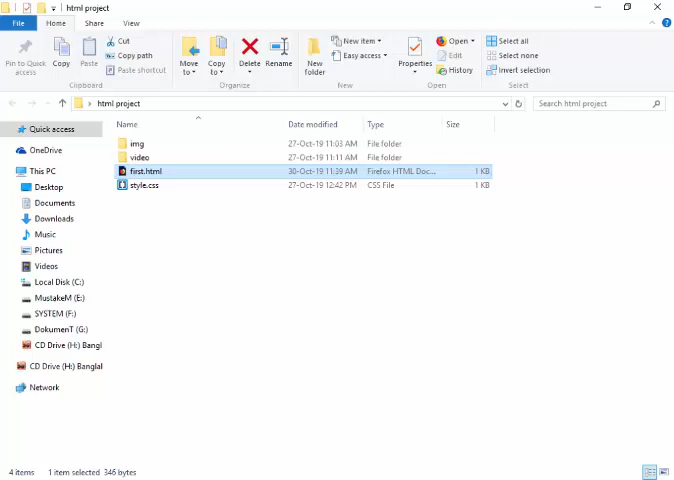 html project
File Home Share View
Pin to Quick access
Copy
Paste
Cut
Copy path
Paste shortcut
Clipboard
Move to
Copy to
Delete
Rename
Organize
New folder
New item
Easy access
New
Properties
Open
Edit
History
Open
Select all
Select none
Invert selection
Select
html project
Search html project
Name Date modified Type Size
img 27-Oct-19 11:03 AM File folder
video 27-Oct-19 11:11 AM File folder
first.html 30-Oct-19 11:39 AM Firefox HTML Doc... 1 KB
style.css 27-Oct-19 12:42 PM CSS File 1 KB
Quick access
OneDrive
This PC
Desktop
Documents
Downloads
Music
Pictures
Videos
Local Disk (C:)
MustakeM (E:)
SYSTEM (F:)
DokumenT (G:)
CD Drive (H:) Bangl
CD Drive (H:) Banglal
Network
4 items 1 item selected 346 bytes